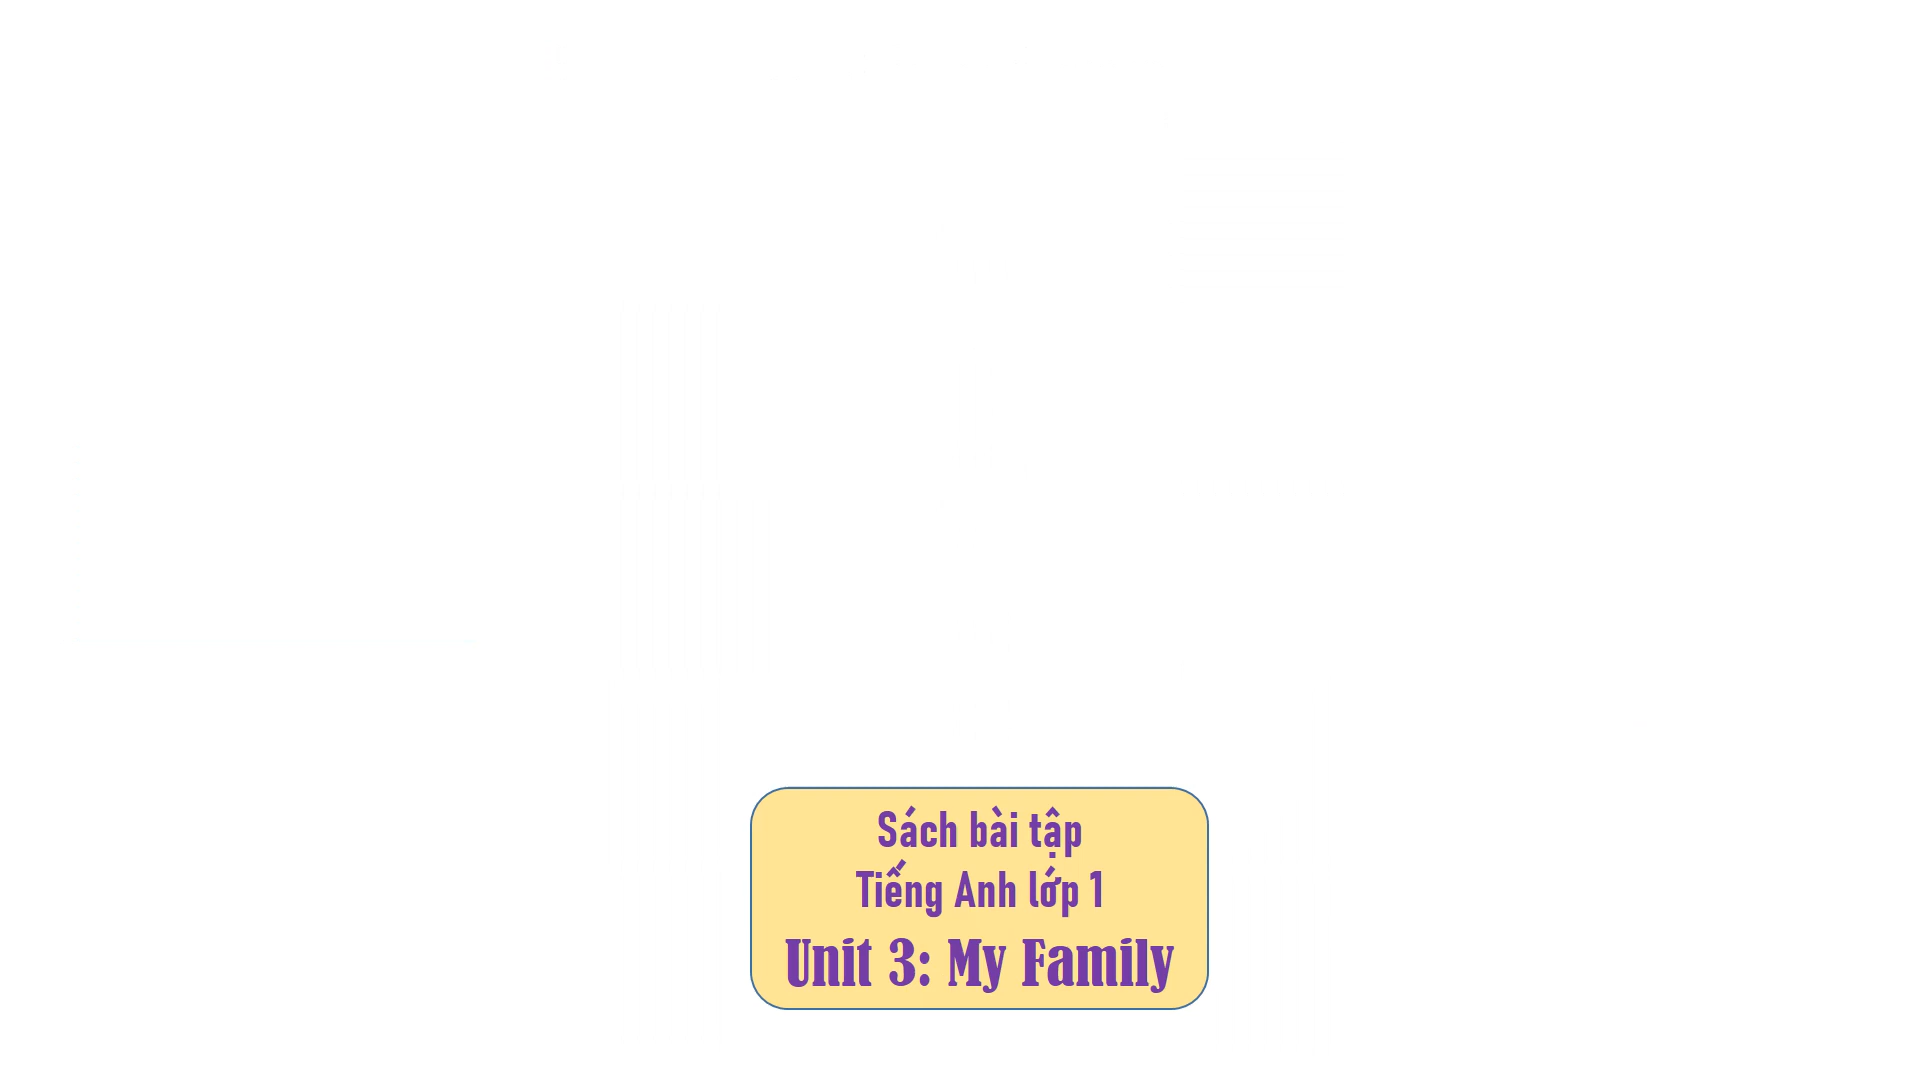 Sách bài tập
Tiếng Anh lớp 1
Unit 3: My Family